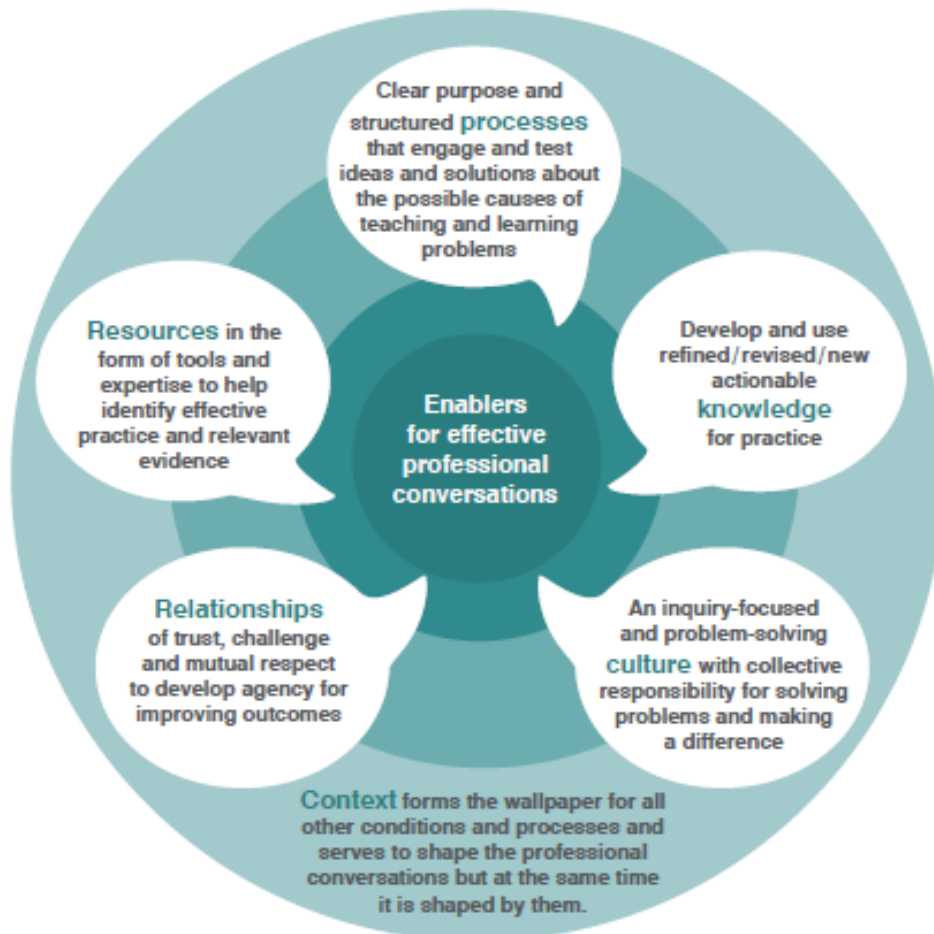 Clear purpose and
structured processes
that engage and test
ideas and solutions about
the possible causes of
teaching and learning
problems
Resources in the
form of tools and
expertise to help
identify effective
practice and relevant
evidence
Enablers
for effective
professional
conversations
Develop and use
refined/revised/new
actionable
knowledge
for practice
Relationships
of trust, challenge
and mutual respect
to develop agency for
improving outcomes
An inquiry-focused
and problem-solving
culture with collective
responsibility for solving
problems and making
a difference
Context forms the wallpaper for all
other conditions and processes and
serves to shape the professional
conversations but at the same time
it is shaped by them.